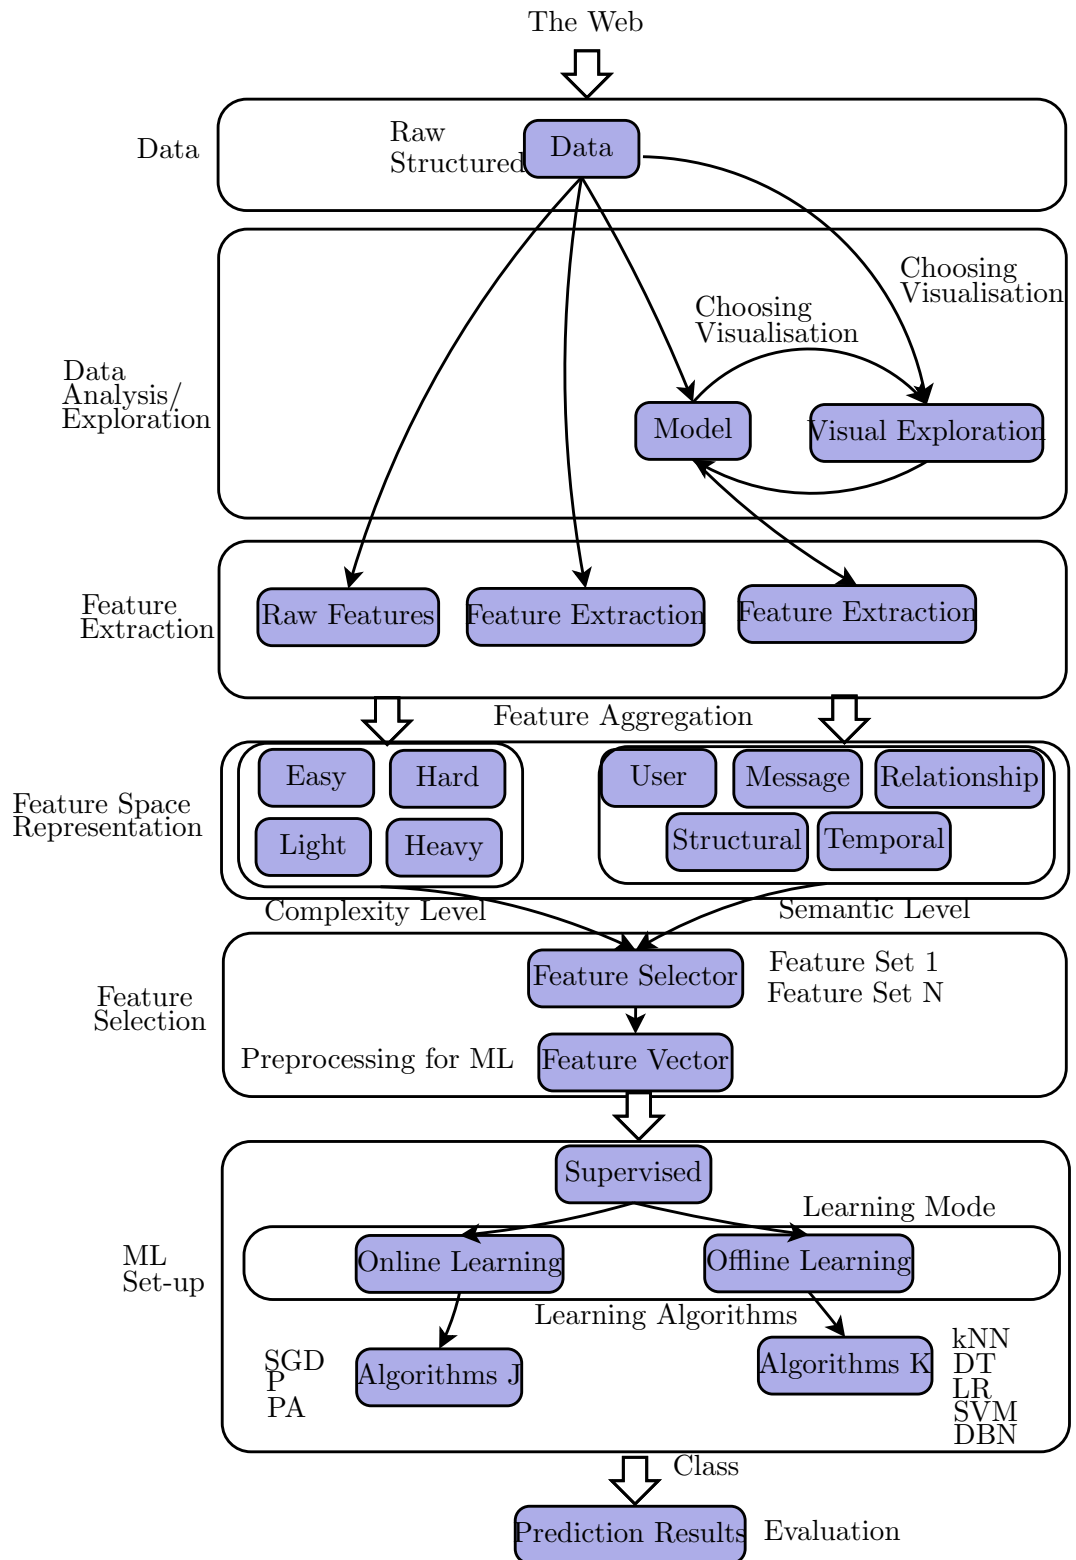 The Web
Data
Raw
Structured
Data
Choosing
Visualisation
Choosing
Visualisation
Data
Analysis/
Exploration
Model
Visual Exploration
Feature
Extraction
Raw Features
Feature Extraction
Feature Extraction
Feature Aggregation
Feature Space
Representation
Easy
Hard
Light
Heavy
User
Message
Relationship
Structural
Temporal
Complexity Level
Semantic Level
Feature
Selection
Feature Selector
Feature Set 1
Feature Set N
Preprocessing for ML
Feature Vector
ML
Set-up
Supervised
Learning Mode
Online Learning
Offline Learning
Learning Algorithms
SGD
P
PA
Algorithms J
Algorithms K
kNN
DT
LR
SVM
DBN
Class
Prediction Results
Evaluation